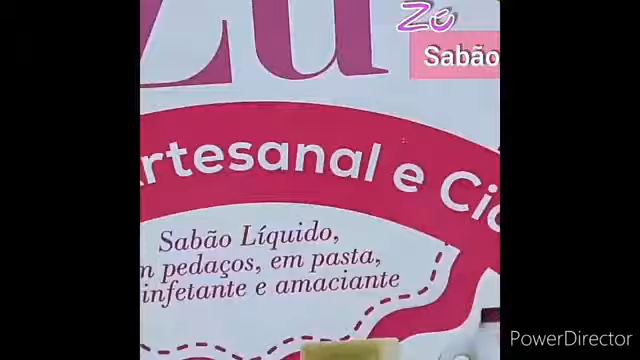 Zé
Sabão
Zu
rtesanal e Ci
Sabão Líquido,
m pedaços, em pasta,
infetante e amaciante
PowerDirector